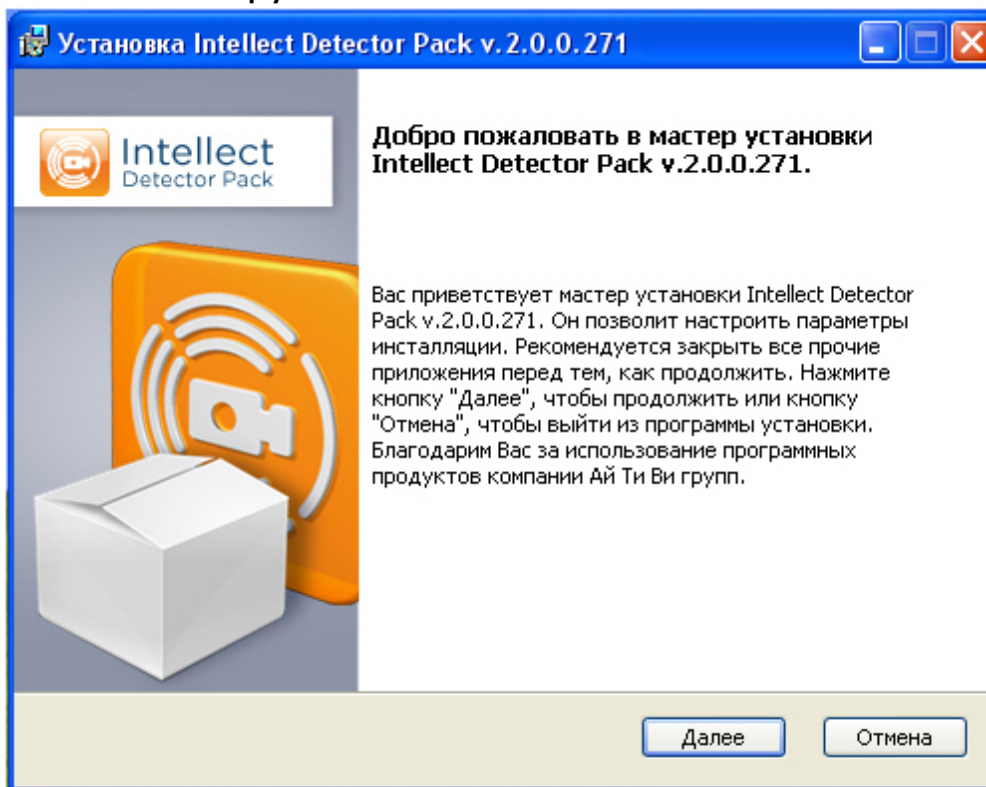 Установка Intellect Detector Pack v.2.0.0.271
Intellect
Detector Pack
Добро пожаловать в мастер установки
Intellect Detector Pack v.2.0.0.271.
Вас приветствует мастер установки Intellect Detector
Pack v.2.0.0.271. Он позволит настроить параметры
инсталляции. Рекомендуется закрыть все прочие
приложения перед тем, как продолжить. Нажмите
кнопку "Далее", чтобы продолжить или кнопку
"Отмена", чтобы выйти из программы установки.
Благодарим Вас за использование программных
продуктов компании Ай Ти Ви групп.
Далее
Отмена